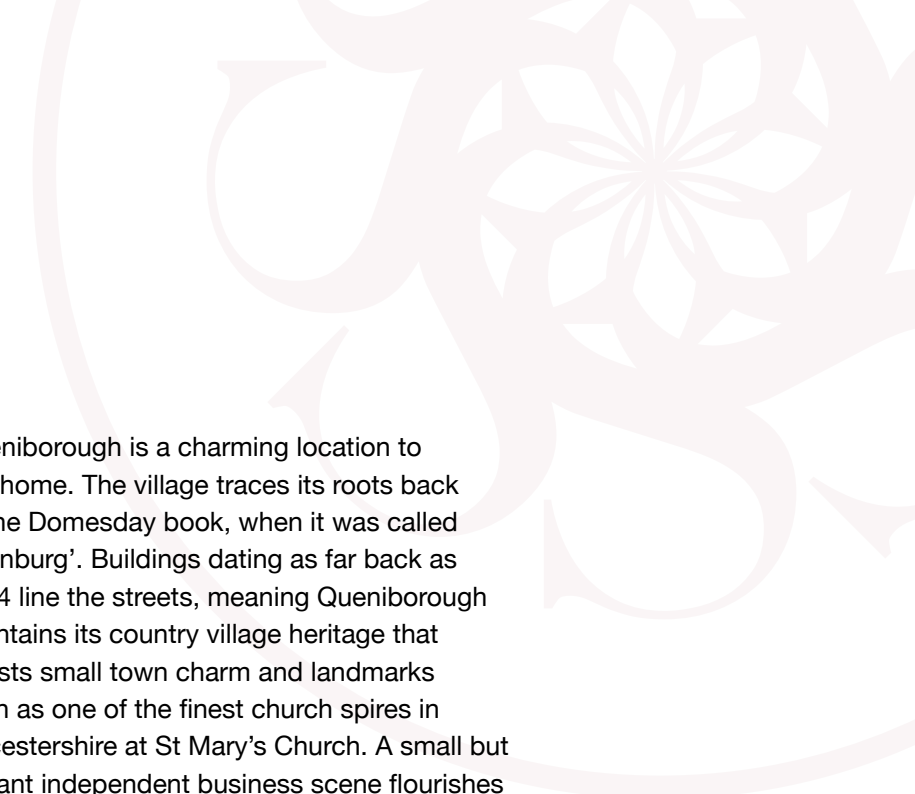 eniborough is a charming location to
home. The village traces its roots back
he Domesday book, when it was called
nburg’. Buildings dating as far back as
4 line the streets, meaning Queniborough
ntains its country village heritage that
sts small town charm and landmarks
h as one of the finest church spires in
cestershire at St Mary’s Church. A small but
ant independent business scene flourishes